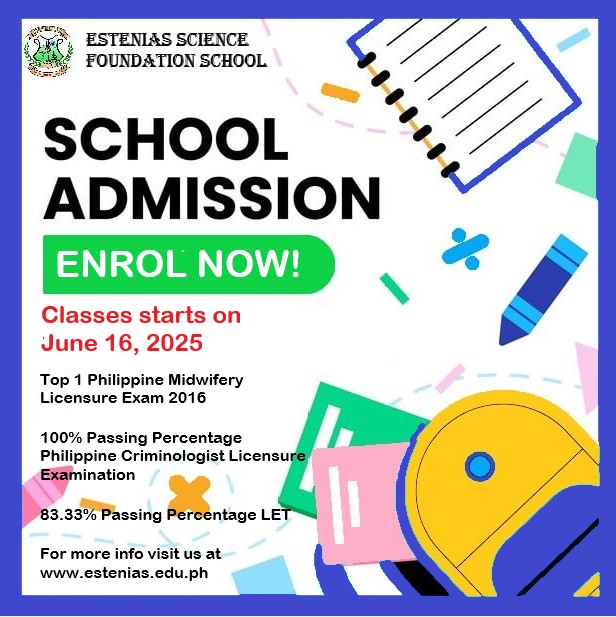 ESTENIAS SCIENCE
FOUNDATION SCHOOL
SCHOOL
ADMISSION
ENROL NOW!
Classes starts on
June 16, 2025
Top 1 Philippine Midwifery
Licensure Exam 2016
100% Passing Percentage
Philippine Criminologist Licensure
Examination
83.33% Passing Percentage LET
For more info visit us at
www.estenias.edu.ph